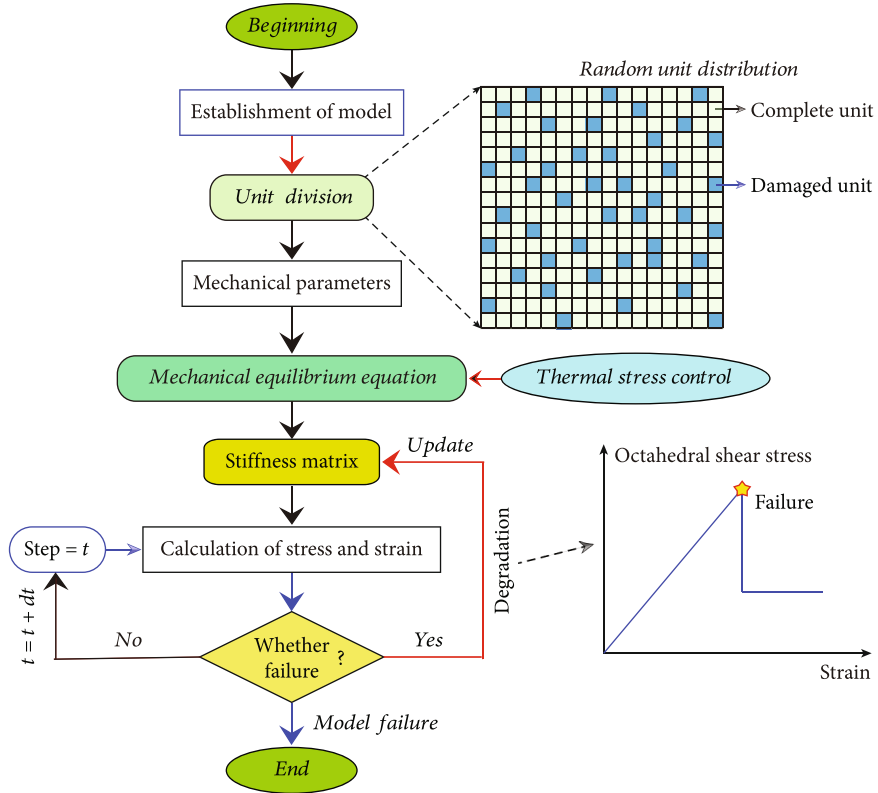 Beginning
Random unit distribution
Establishment of model
Complete unit
Unit division
Damaged unit
Mechanical parameters
Mechanical equilibrium equation
Thermal stress control
Update
Stiffness matrix
Octahedral shear stress
Failure
Degradation
Step = t
Calculation of stress and strain
t = t + dt
No
Whether
failure
?
Yes
Strain
Model failure
End